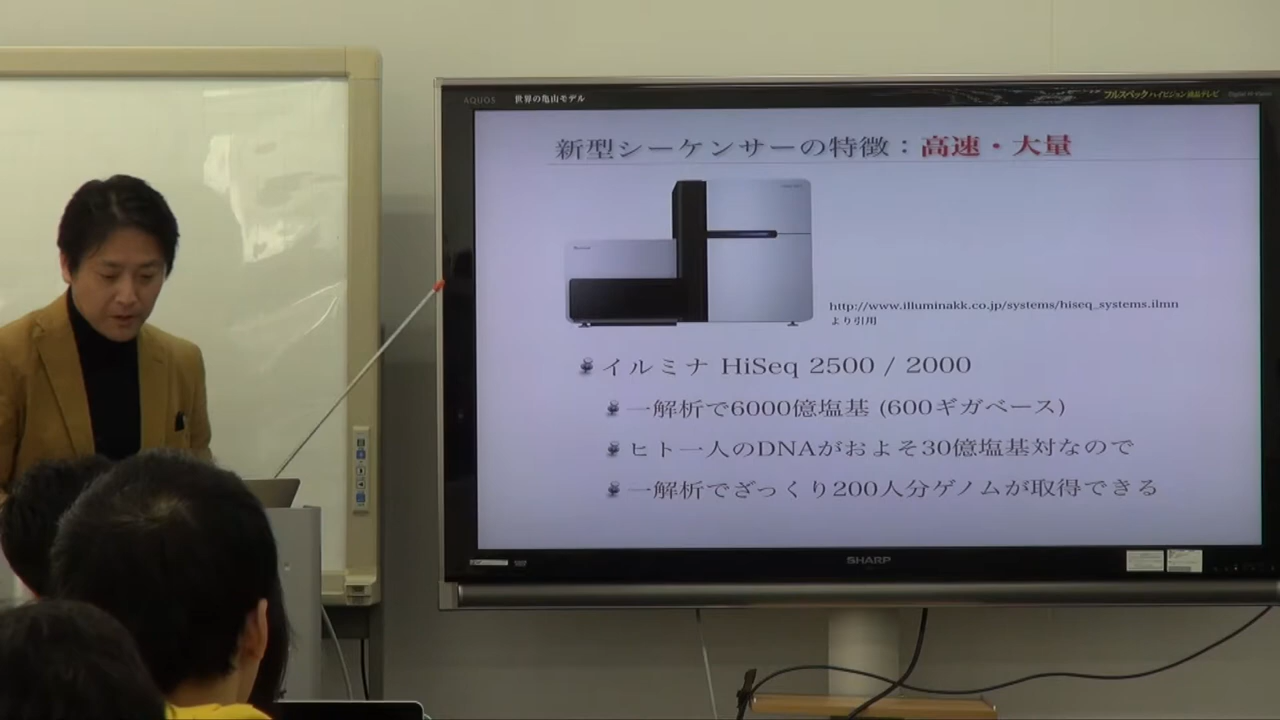 AQUOS 世界の亀山モデル
フルスペックハイビジョン液晶テレビ
新型シーケンサーの特徴：高速・大量
http://www.illuminakk.co.jp/systems/hiseq_systems.ilmn
より引用
イルミナ HiSeq 2500 / 2000
一解析で6000億塩基 (600ギガベース)
ヒト一人のDNAがおよそ30億塩基対なので
一解析でざっくり200人分ゲノムが取得できる
SHARP